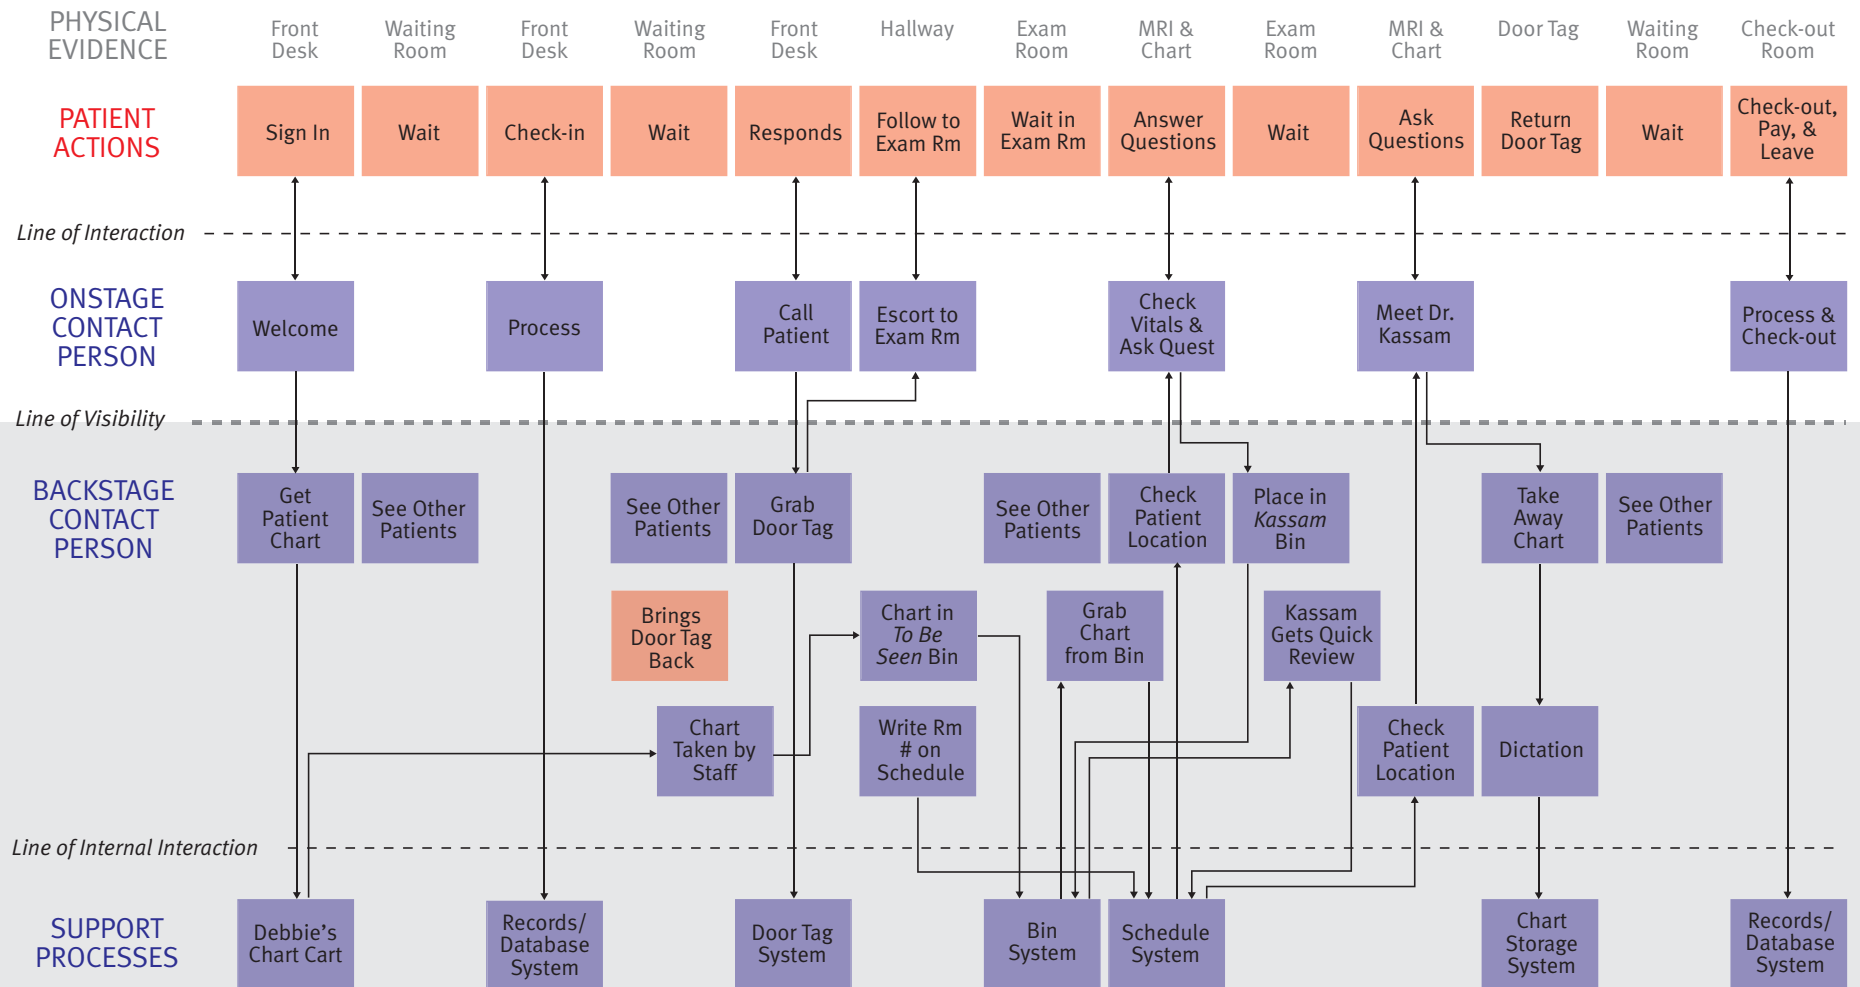 PHYSICAL
EVIDENCE
Front
Desk
Waiting
Room
Front
Desk
Waiting
Room
Front
Desk
Hallway
Exam
Room
MRI &
Chart
Exam
Room
MRI &
Chart
Door Tag
Waiting
Room
Check-out
Room
PATIENT
ACTIONS
Sign In
Wait
Check-in
Wait
Responds
Follow to
Exam Rm
Wait in
Exam Rm
Answer
Questions
Wait
Ask
Questions
Return
Door Tag
Wait
Check-out,
Pay, &
Leave
Line of Interaction
ONSTAGE
CONTACT
PERSON
Welcome
Process
Call
Patient
Escort to
Exam Rm
Check
Vitals &
Ask Quest
Meet Dr.
Kassam
Process &
Check-out
Line of Visibility
BACKSTAGE
CONTACT
PERSON
Get
Patient
Chart
See Other
Patients
See Other
Patients
Grab
Door Tag
See Other
Patients
Check
Patient
Location
Place in
Kassam
Bin
Take
Away
Chart
See Other
Patients
Brings
Door Tag
Back
Chart in
To Be
Seen Bin
Grab
Chart
from Bin
Kassam
Gets Quick
Review
Chart
Taken by
Staff
Write Rm
# on
Schedule
Check
Patient
Location
Dictation
Line of Internal Interaction
SUPPORT
PROCESSES
Debbie's
Chart Cart
Records/
Database
System
Door Tag
System
Bin
System
Schedule
System
Chart
Storage
System
Records/
Database
System